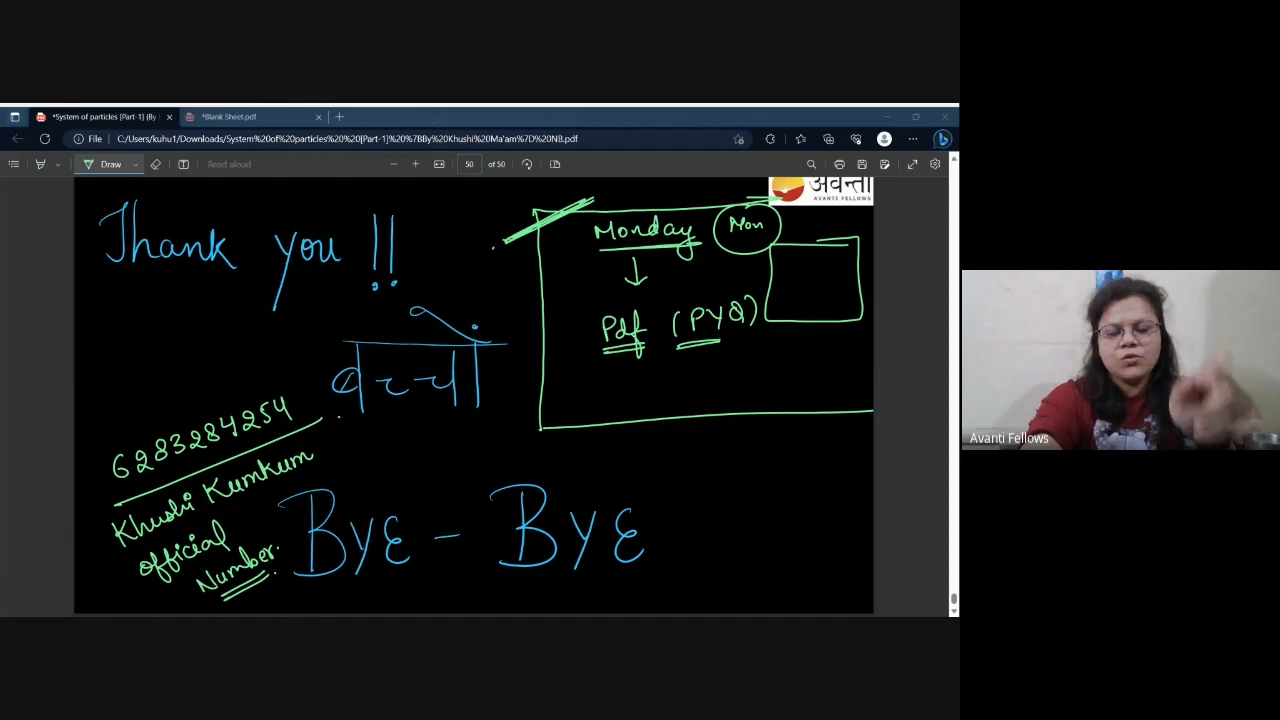 *System of particles [Part-1] {By
*Blank Sheet.pdf
File
C:/Users/kuhu1/Downloads/System%20of%20particles%20%20[Part-1]%20%7BBy%20Khushi%20Ma'am%7D%20NB.pdf
Draw
Read aloud
50 of 50
अवन्ती
AVANTI FELLOWS
Thank you !!
Monday
Mon
Pdf (PYQ)
बच्चों
6283284254
Khushi Kumkum
official
Number.
BYE - BYE
Avanti Fellows